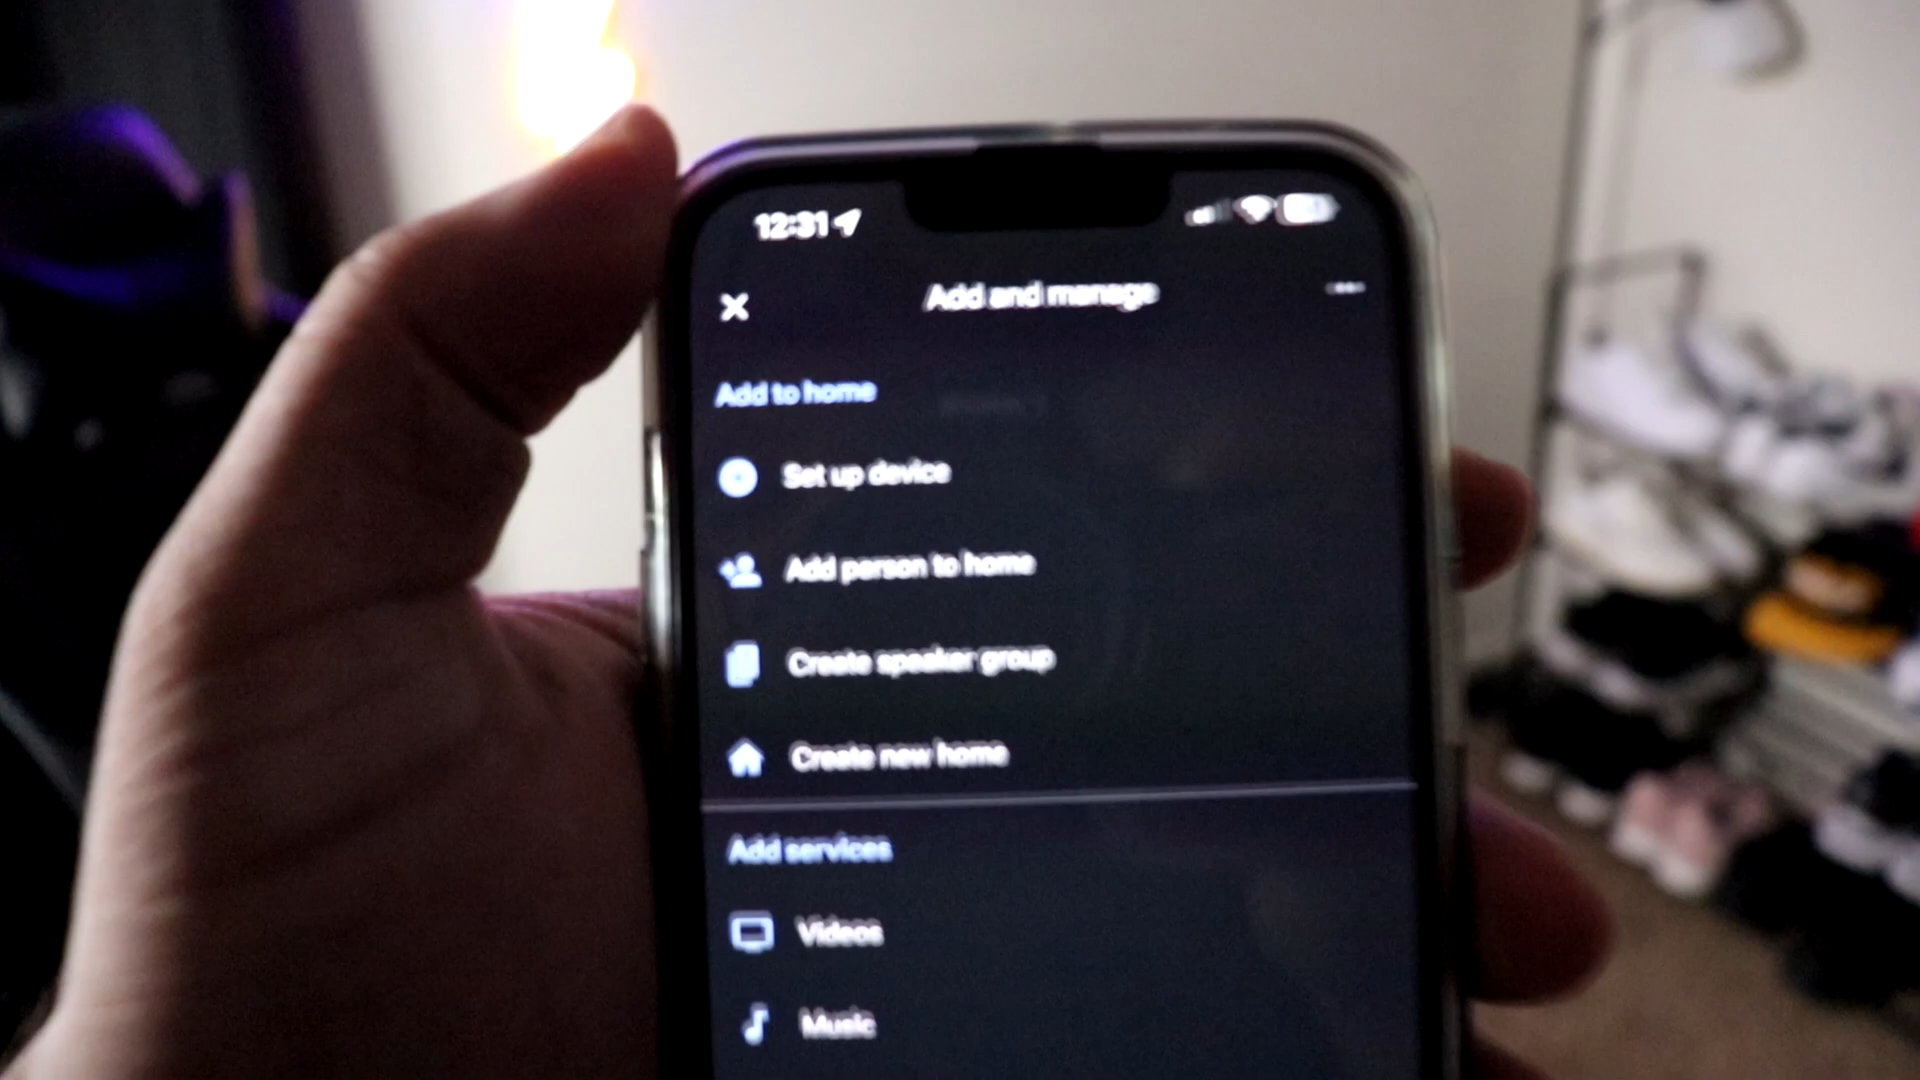 12:31
Add and manage
Add to home
Set up device
Add person to home
Create speaker group
Create new home
Add services
Videos
Music